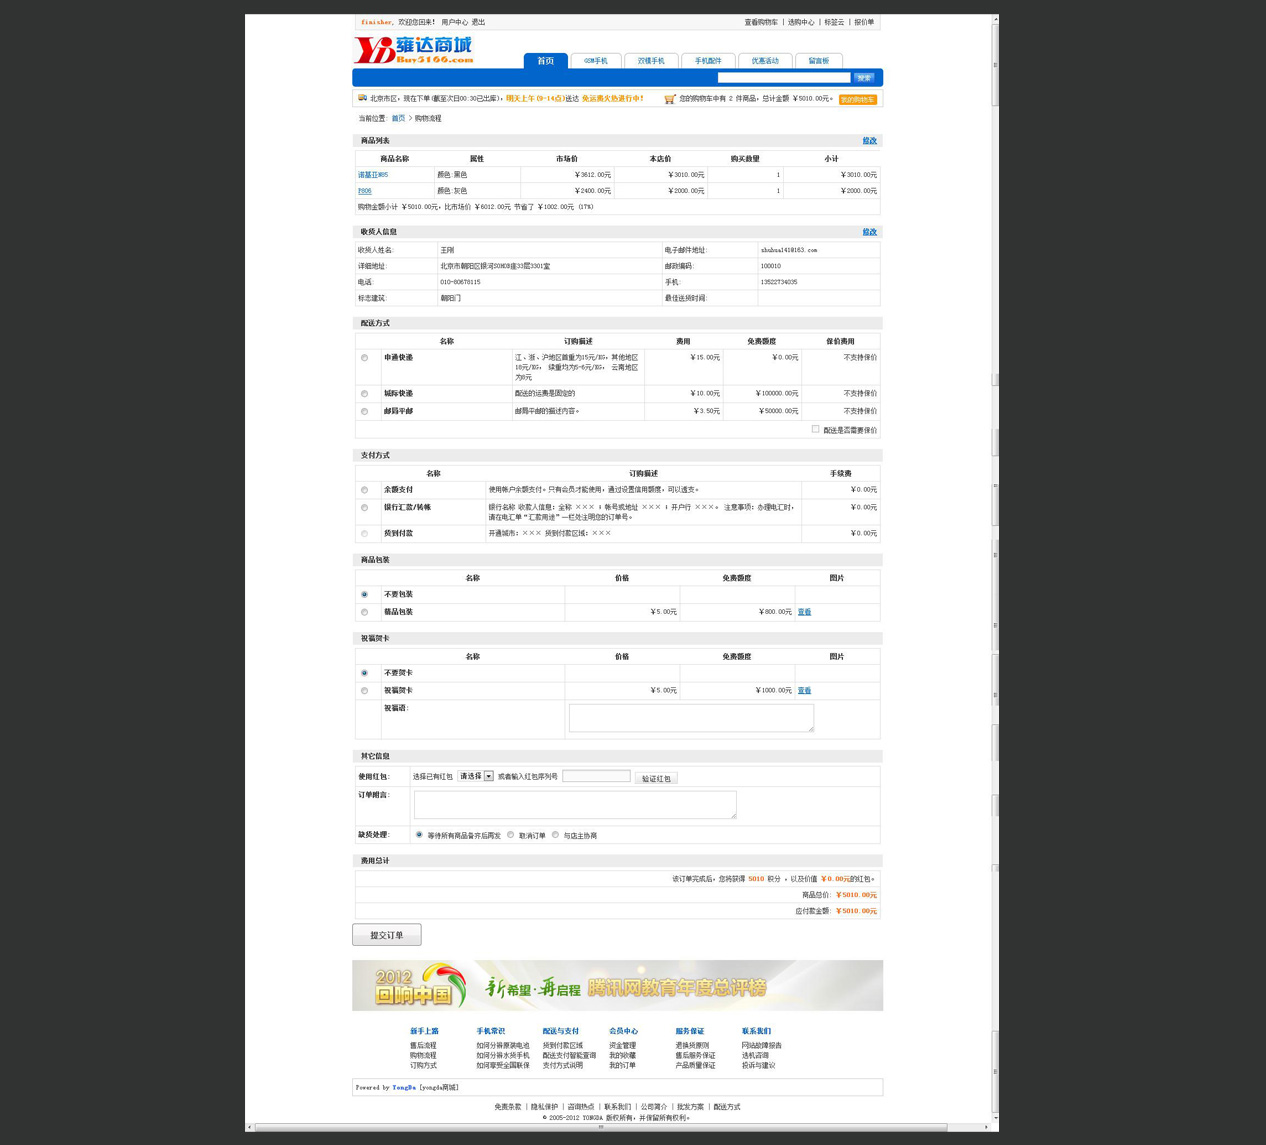 finisher, 欢迎您回来! 用户中心 退出
查看购物车 | 选购中心 | 标签云 | 报价单
YD 雍达商城
Buy5166.com
首页 GSM手机 双模手机 手机配件 优惠活动 留言板
搜索
北京市区，现在下单(截至次日00:30已出库)，明天上午(9-14点)送达 免运费火热进行中！
您的购物车中有 2 件商品，总计金额 ￥5010.00元。 我的购物车
当前位置: 首页 > 购物流程
商品列表 修改
商品名称 属性 市场价 本店价 购买数量 小计
诺基亚N85 颜色:黑色 ￥3612.00元 ￥3010.00元 1 ￥3010.00元
P806 颜色:灰色 ￥2400.00元 ￥2000.00元 1 ￥2000.00元
购物金额小计 ￥5010.00元，比市场价 ￥6012.00元 节省了 ￥1002.00元 (17%)
收货人信息 修改
收货人姓名: 王刚 电子邮件地址: shuhua141@163.com
详细地址: 北京市朝阳区银河SOHOB座33层3301室 邮政编码: 100010
电话: 010-80678115 手机: 13522734035
标志建筑: 朝阳门 最佳送货时间:
配送方式
名称 订购描述 费用 免费额度 保价费用
申通快递 江、浙、沪地区首重为15元/KG，其他地区18元/KG， 续重均为5-6元/KG， 云南地区为8元 ￥15.00元 ￥0.00元 不支持保价
城际快递 配送的运费是固定的 ￥10.00元 ￥100000.00元 不支持保价
邮局平邮 邮局平邮的描述内容。 ￥3.50元 ￥50000.00元 不支持保价
配送是否需要保价
支付方式
名称 订购描述 手续费
余额支付 使用帐户余额支付。只有会员才能使用，通过设置信用额度，可以透支。 ￥0.00元
银行汇款/转帐 银行名称 收款人信息：全称 ××× ；帐号或地址 ××× ；开户行 ×××。 注意事项：办理电汇时，请在电汇单“汇款用途”一栏处注明您的订单号。 ￥0.00元
货到付款 开通城市：××× 货到付款区域：××× ￥0.00元
商品包装
名称 价格 免费额度 图片
不要包装
精品包装 ￥5.00元 ￥800.00元 查看
祝福贺卡
名称 价格 免费额度 图片
不要贺卡
祝福贺卡 ￥5.00元 ￥1000.00元 查看
祝福语:
其它信息
使用红包: 选择已有红包 请选择 或者输入红包序列号 验证红包
订单附言:
缺货处理: 等待所有商品备齐后再发 取消订单 与店主协商
费用总计
该订单完成后，您将获得 5010 积分 ，以及价值 ￥0.00元的红包。
商品总价: ￥5010.00元
应付款金额: ￥5010.00元
提交订单
2012 回响中国 新希望·再启程 腾讯网教育年度总评榜
新手上路 手机常识 配送与支付 会员中心 服务保证 联系我们
售后流程 如何分辨原装电池 货到付款区域 资金管理 退换货原则 网站故障报告
购物流程 如何分辨水货手机 配送支付智能查询 我的收藏 售后服务保证 选机咨询
订购方式 如何享受全国联保 支付方式说明 我的订单 产品质量保证 投诉与建议
Powered by YongDa [yongda商城]
免责条款 | 隐私保护 | 咨询热点 | 联系我们 | 公司简介 | 批发方案 | 配送方式
© 2005-2012 YONGDA 版权所有，并保留所有权利。